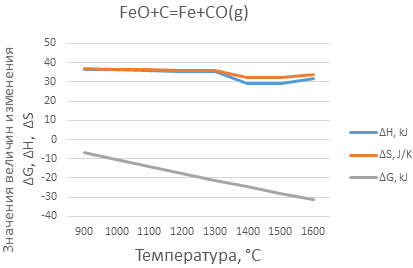 FeO+C=Fe+CO(g)
Значения величин изменения
ΔG, ΔH, ΔS
50
40
30
20
10
0
-10
-20
-30
-40
900 1000 1100 1200 1300 1400 1500 1600
Температура, °C
ΔH, kJ
ΔS, J/K
ΔG, kJ